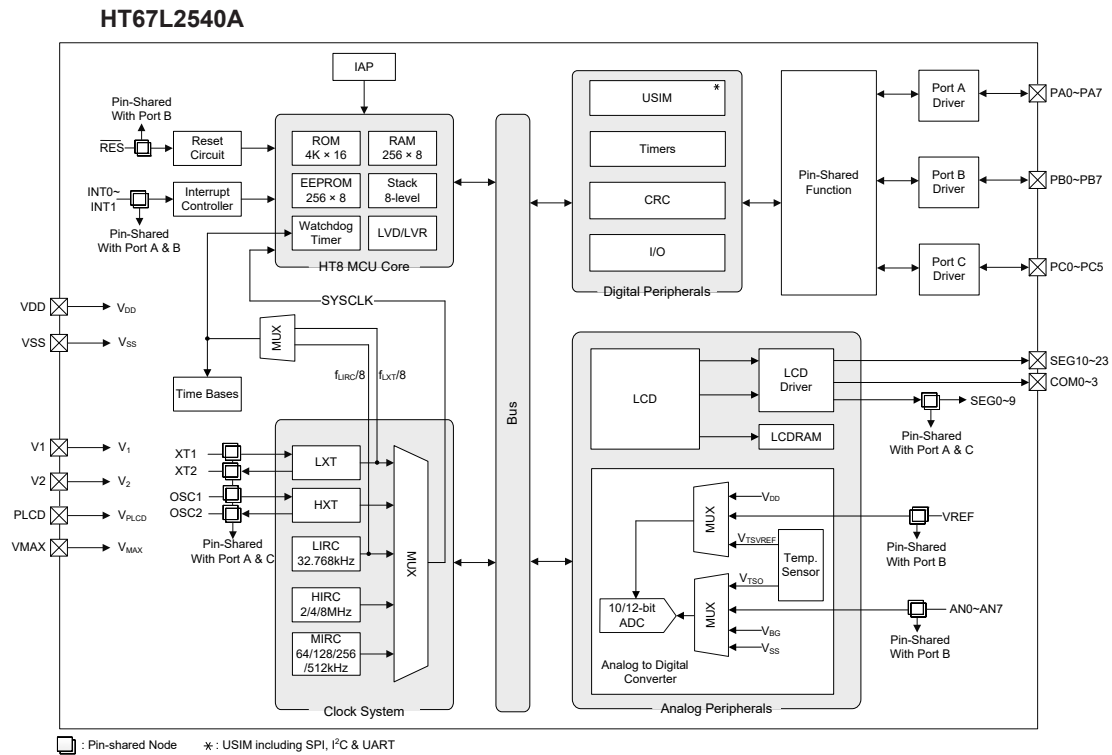 HT67L2540A
IAP
Pin-Shared
With Port B
RES
Reset
Circuit
INT0~
INT1
Interrupt
Controller
Pin-Shared
With Port A & B
ROM
4K × 16
RAM
256 × 8
EEPROM
256 × 8
Stack
8-level
Watchdog
Timer
LVD/LVR
HT8 MCU Core
SYSCLK
MUX
fLIRC/8
fLXT/8
Time Bases
VDD
VDD
VSS
VSS
V1
V1
V2
V2
PLCD
VPLCD
VMAX
VMAX
XT1
XT2
OSC1
OSC2
Pin-Shared
With Port A & C
LXT
HXT
LIRC
32.768kHz
HIRC
2/4/8MHz
MIRC
64/128/256
/512kHz
MUX
Clock System
Bus
USIM
*
Timers
CRC
I/O
Digital Peripherals
Pin-Shared
Function
Port A
Driver
PA0~PA7
Port B
Driver
PB0~PB7
Port C
Driver
PC0~PC5
LCD
LCD
Driver
LCDRAM
SEG10~23
COM0~3
SEG0~9
Pin-Shared
With Port A & C
MUX
VDD
VREF
VTSVREF
Pin-Shared
With Port B
Temp.
Sensor
VTSO
10/12-bit
ADC
MUX
AN0~AN7
VBG
VSS
Pin-Shared
With Port B
Analog to Digital
Converter
Analog Peripherals
: Pin-shared Node
* : USIM including SPI, I²C & UART